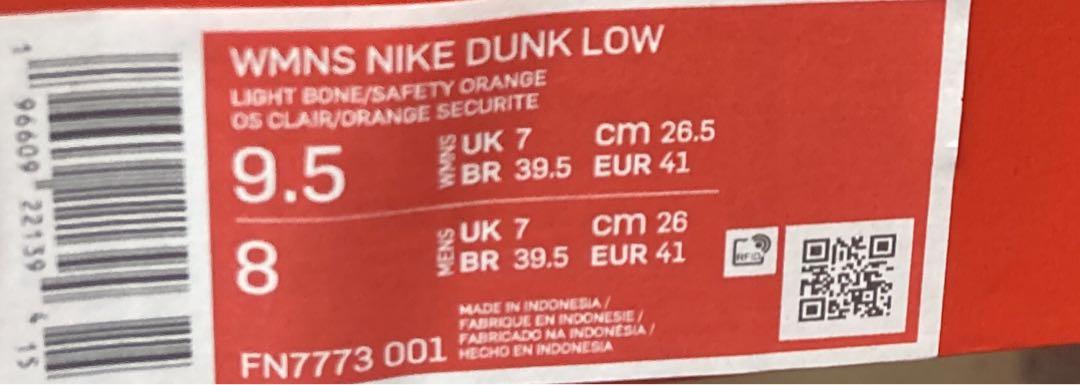 WMNS NIKE DUNK LOW
LIGHT BONE/SAFETY ORANGE
OS CLAIR/ORANGE SECURITE
9.5 WMNS UK 7 cm 26.5
BR 39.5 EUR 41
8 MENS UK 7 cm 26
BR 39.5 EUR 41
RFID
MADE IN INDONESIA /
FABRIQUE EN INDONESIE /
FABRICADO NA INDONÉSIA /
HECHO EN INDONESIA
FN7773 001
1 96609 22139 4 15